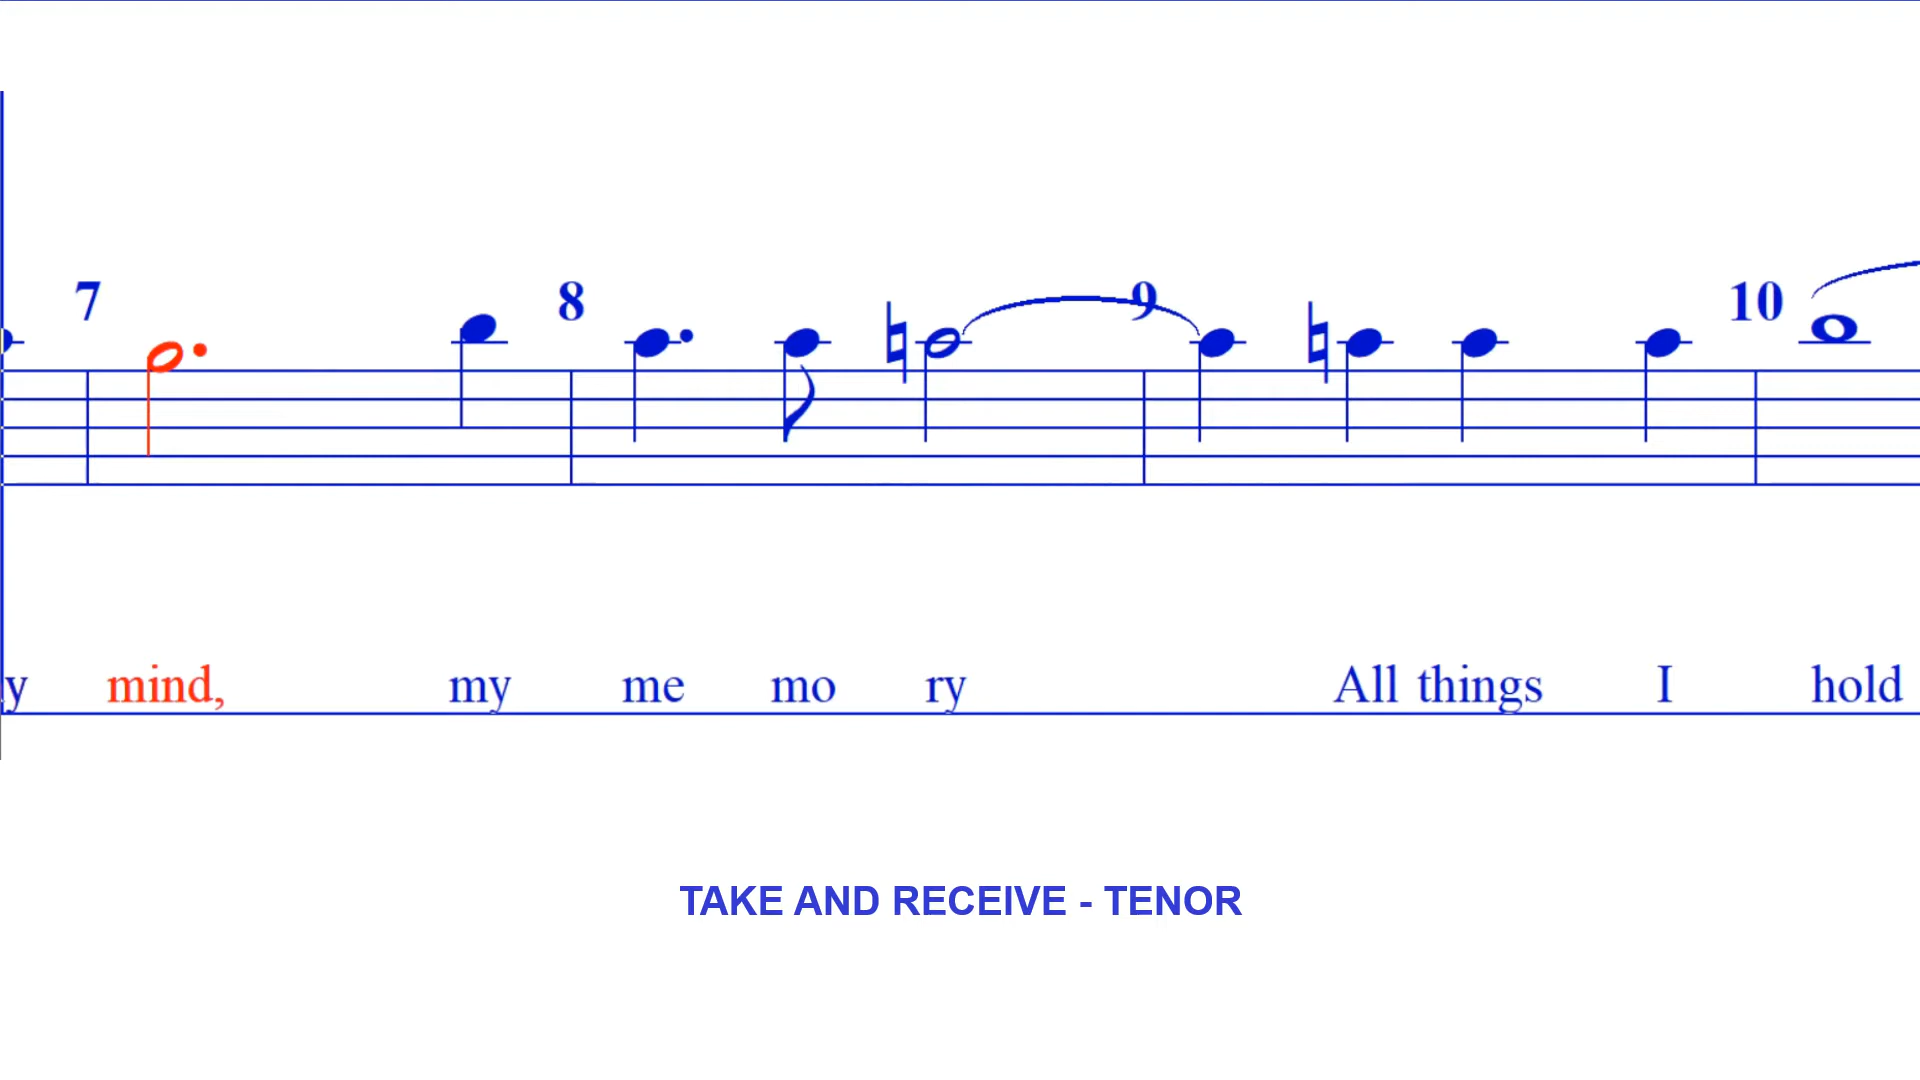 7 8 9 10
y mind, my me mo ry All things I hold
TAKE AND RECEIVE - TENOR